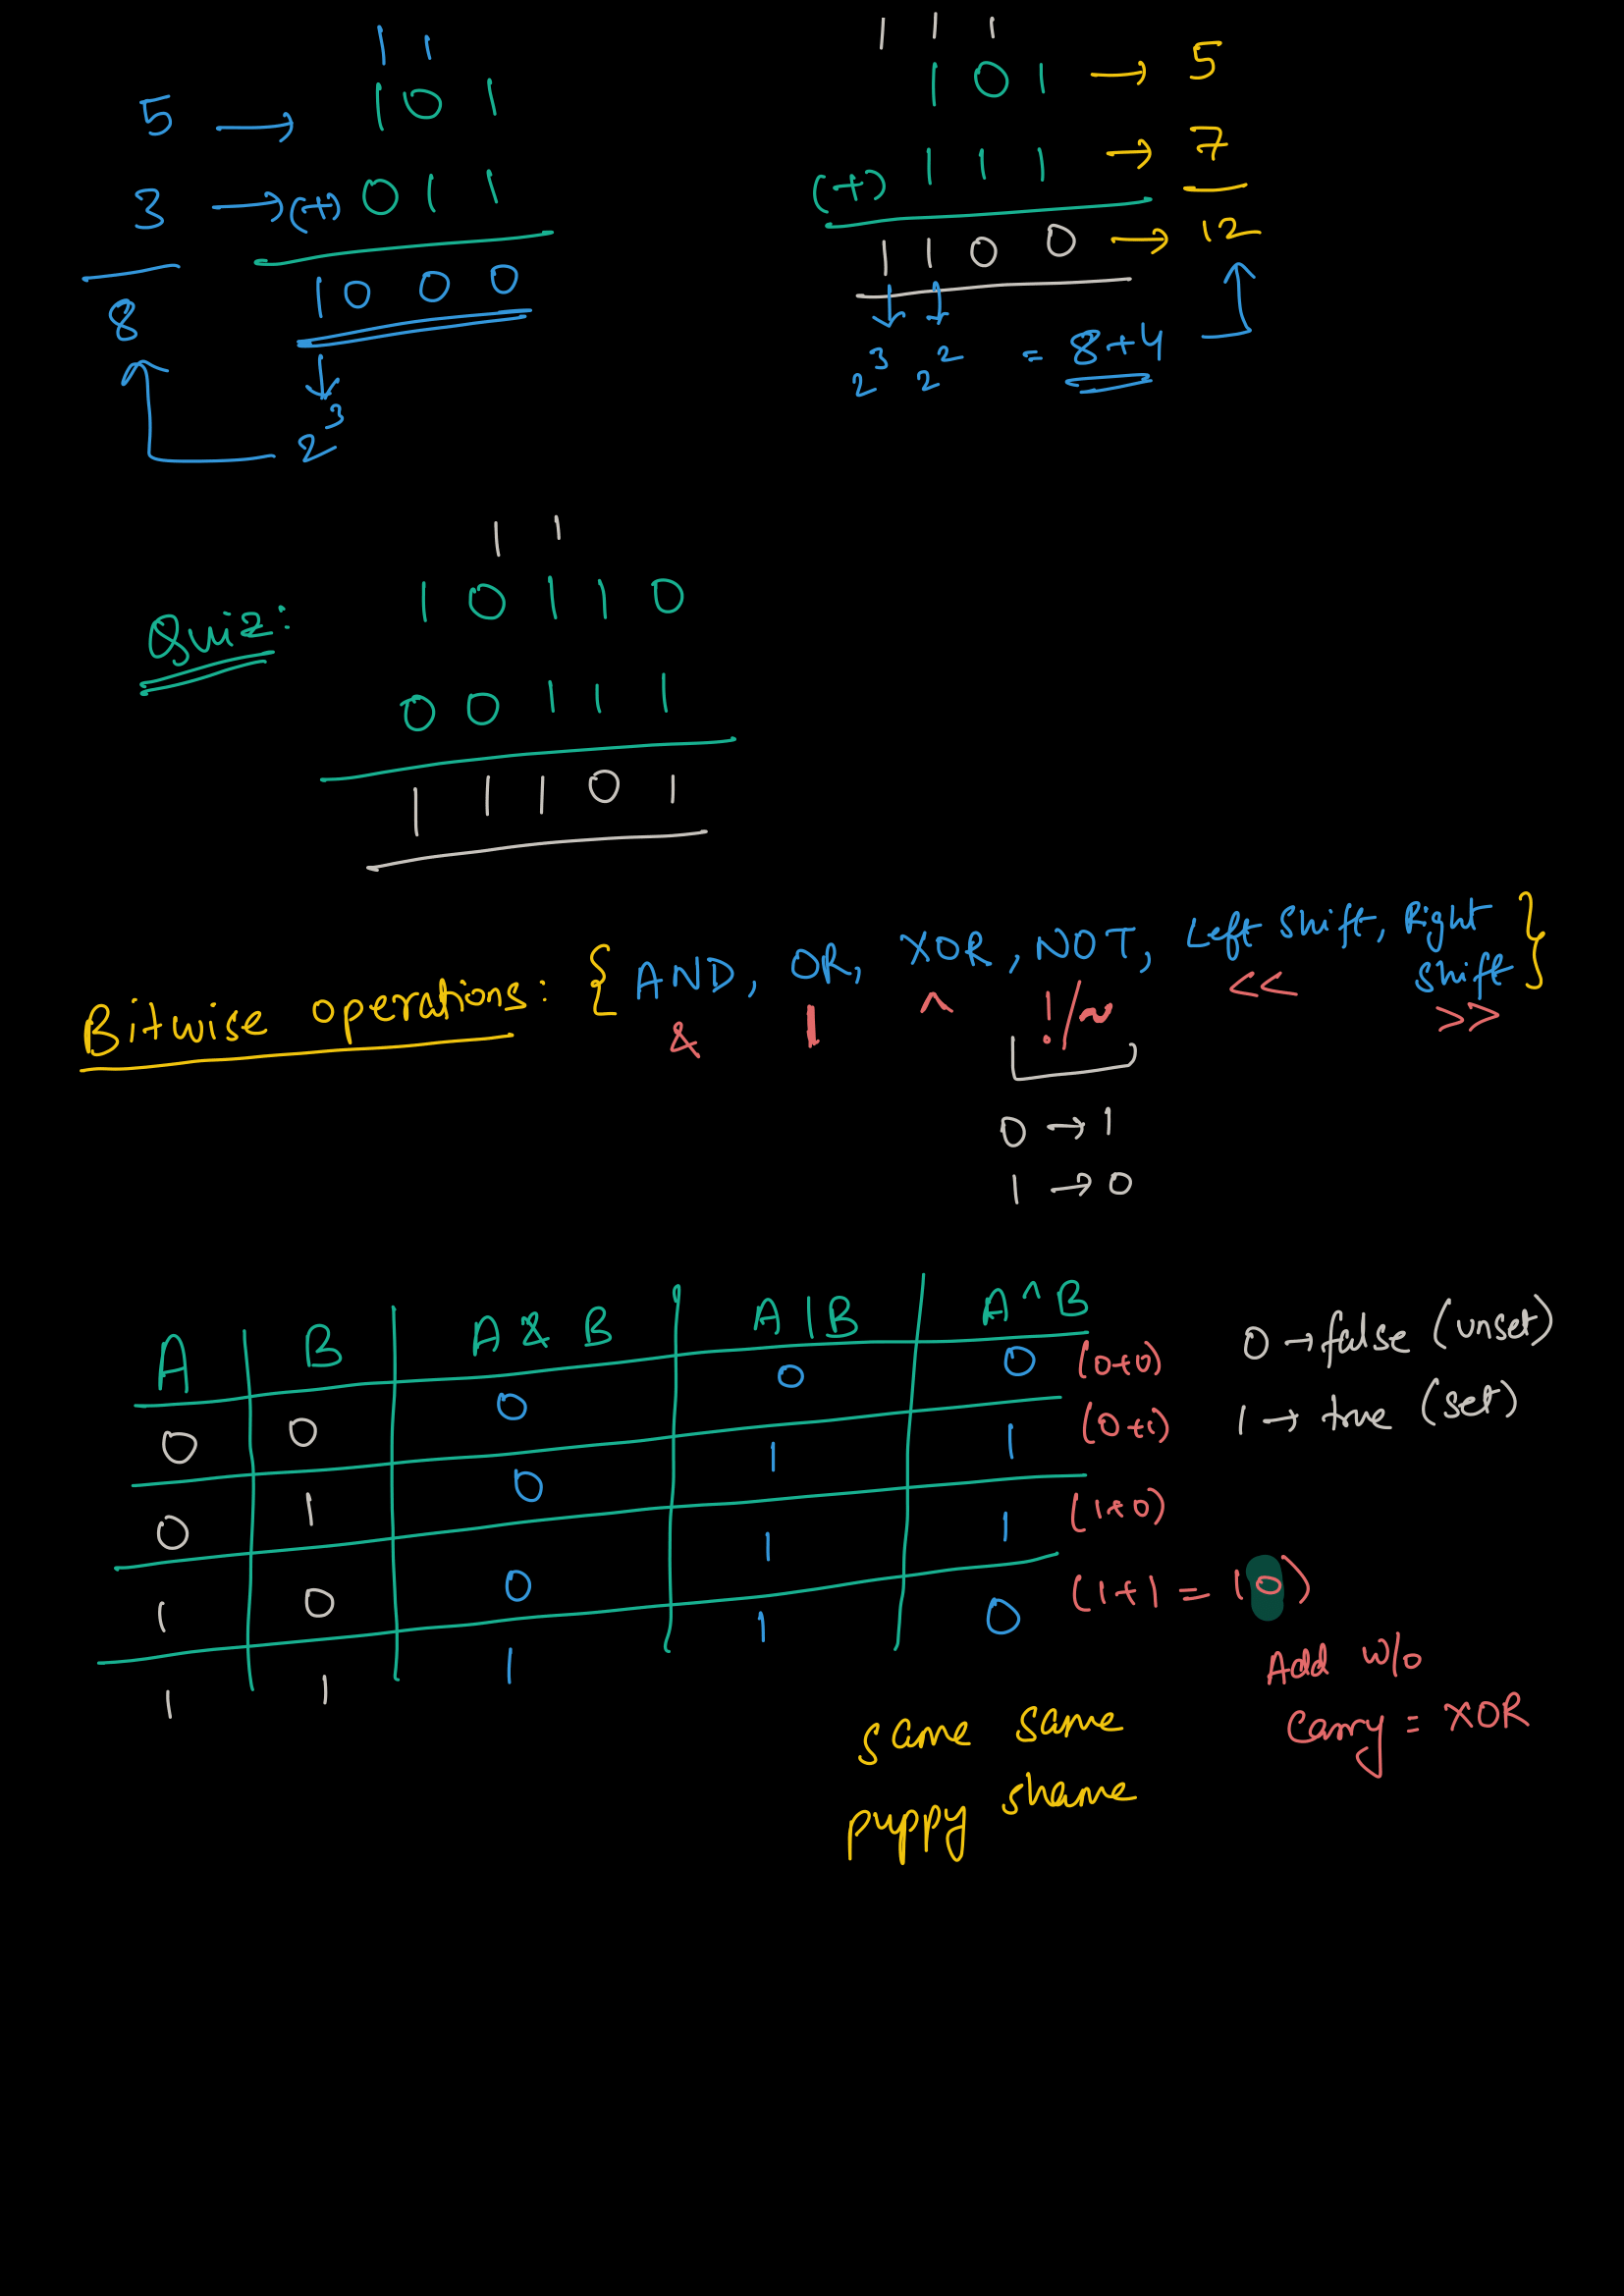 1 1
5 → 1 0 1
3 → (+) 0 1 1
8 1 0 0 0
↓
2^3
1 1 1
1 0 1 → 5
(+) 1 1 1 → 7
1 1 0 0 → 12
↓ ↓
2^3 2^2 = 8+4
1 1
Quiz: 1 0 1 1 0
0 0 1 1 1
1 1 1 0 1
Bitwise operations: { AND, OR, XOR, NOT, Left Shift, Right Shift }
& | ^ !/~ << >>
0 → 1
1 → 0
A B A & B A | B A ^ B
0 0 0 0 0 (0+0)
0 1 0 1 1 (0+1)
1 0 0 1 1 (1+0)
1 1 1 1 0 (1+1 = 10)
0 → false (unset)
1 → true (set)
Add w/o
Carry = XOR
same same
puppy shame